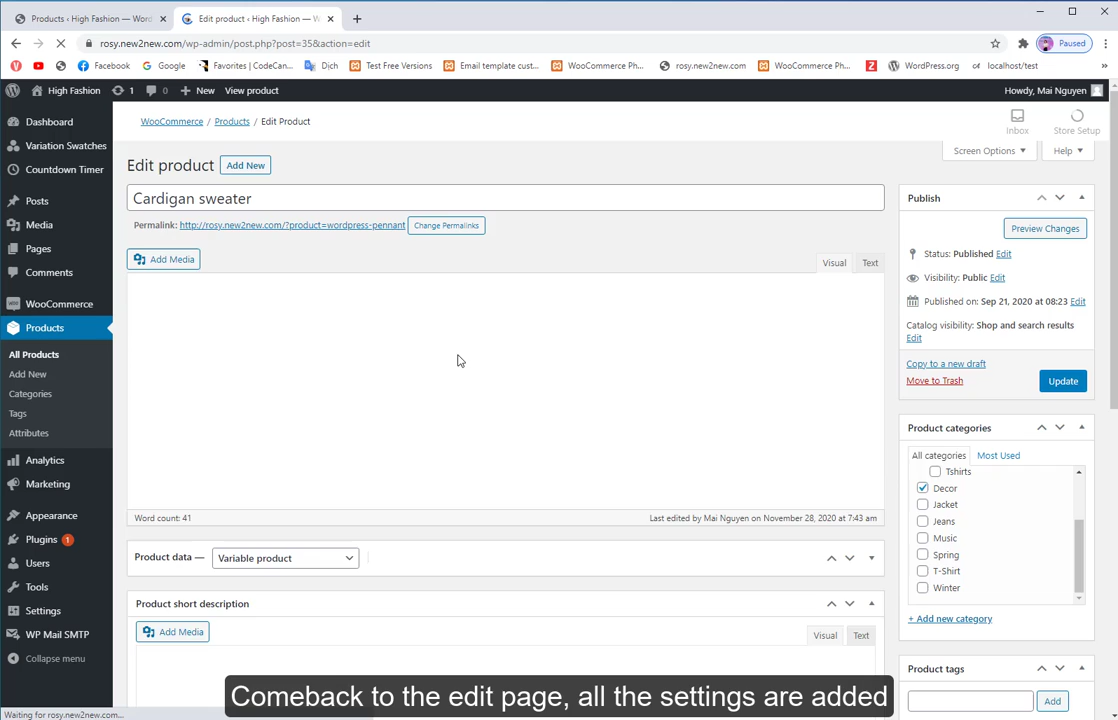 Products ‹ High Fashion — Word
Edit product ‹ High Fashion — W
rosy.new2new.com/wp-admin/post.php?post=35&action=edit
Paused
Facebook
Google
Favorites | CodeCan...
Dịch
Test Free Versions
Email template cust...
WooCommerce Ph...
rosy.new2new.com
WooCommerce Ph...
WordPress.org
localhost/test
High Fashion
1
0
New
View product
Howdy, Mai Nguyen
Dashboard
Variation Swatches
Countdown Timer
Posts
Media
Pages
Comments
WooCommerce
Products
All Products
Add New
Categories
Tags
Attributes
Analytics
Marketing
Appearance
Plugins 1
Users
Tools
Settings
WP Mail SMTP
Collapse menu
WooCommerce › Products › Edit Product
Inbox
Store Setup
Screen Options
Help
Edit product
Add New
Cardigan sweater
Permalink: http://rosy.new2new.com/?product=wordpress-pennant
Change Permalinks
Add Media
Visual
Text
Word count: 41
Last edited by Mai Nguyen on November 28, 2020 at 7:43 am
Product data —
Variable product
Product short description
Add Media
Visual
Text
Publish
Preview Changes
Status: Published Edit
Visibility: Public Edit
Published on: Sep 21, 2020 at 08:23 Edit
Catalog visibility: Shop and search results
Edit
Copy to a new draft
Move to Trash
Update
Product categories
All categories
Most Used
Tshirts
Decor
Jacket
Jeans
Music
Spring
T-Shirt
Winter
+ Add new category
Product tags
Add
Comeback to the edit page, all the settings are added
Waiting for rosy.new2new.com...